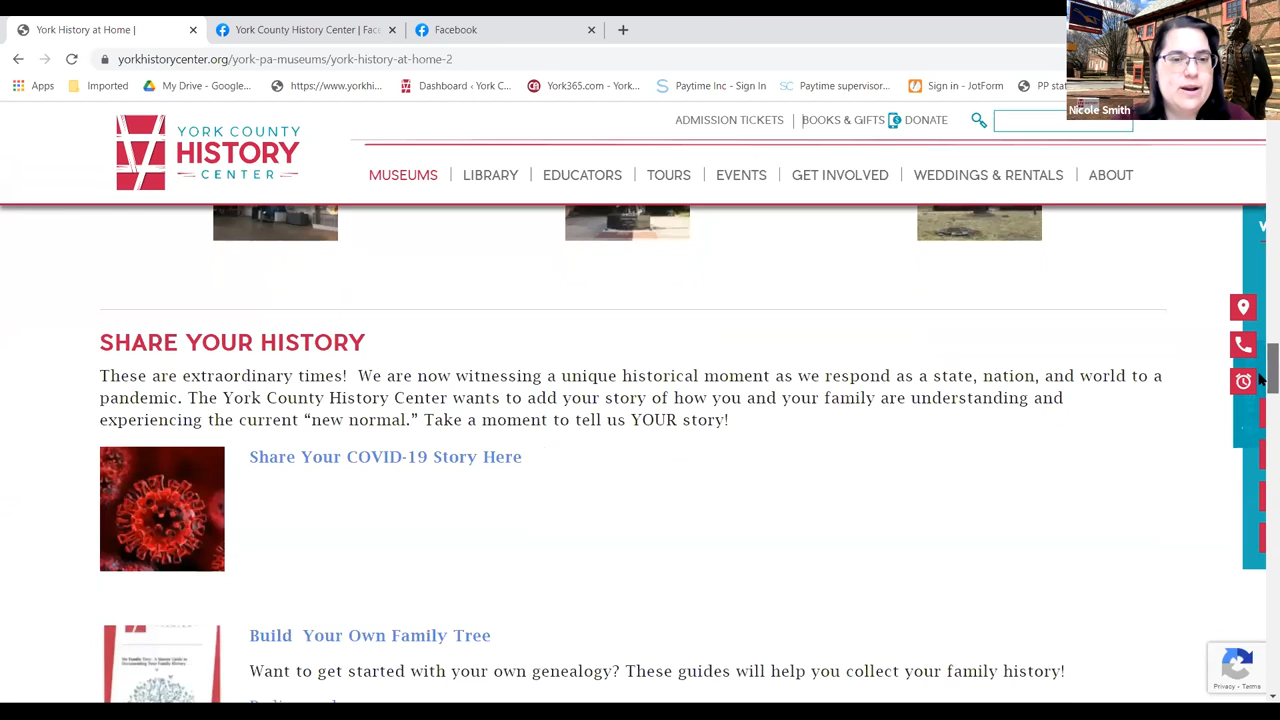 York History at Home |
York County History Center | Fac
Facebook
yorkhistorycenter.org/york-pa-museums/york-history-at-home-2
Apps
Imported
My Drive - Google...
https://www.york
Dashboard ‹ York C...
York365.com - York...
Paytime Inc - Sign In
Paytime supervisor...
Sign in - JotForm
PP sta
Nicole Smith
ADMISSION TICKETS
BOOKS & GIFTS
DONATE
YORK COUNTY
HISTORY
CENTER
MUSEUMS
LIBRARY
EDUCATORS
TOURS
EVENTS
GET INVOLVED
WEDDINGS & RENTALS
ABOUT
SHARE YOUR HISTORY
These are extraordinary times! We are now witnessing a unique historical moment as we respond as a state, nation, and world to a
pandemic. The York County History Center wants to add your story of how you and your family are understanding and
experiencing the current “new normal.” Take a moment to tell us YOUR story!
Share Your COVID-19 Story Here
Build Your Own Family Tree
Want to get started with your own genealogy? These guides will help you collect your family history!
Privacy - Terms